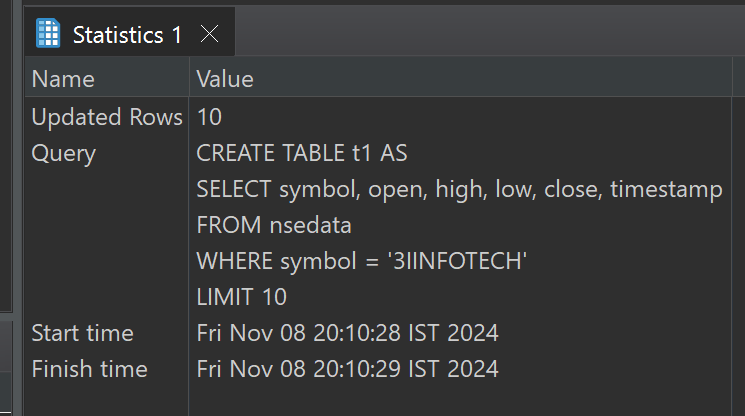 Statistics 1
Name Value
Updated Rows 10
Query CREATE TABLE t1 AS
SELECT symbol, open, high, low, close, timestamp
FROM nsedata
WHERE symbol = '3IINFOTECH'
LIMIT 10
Start time Fri Nov 08 20:10:28 IST 2024
Finish time Fri Nov 08 20:10:29 IST 2024